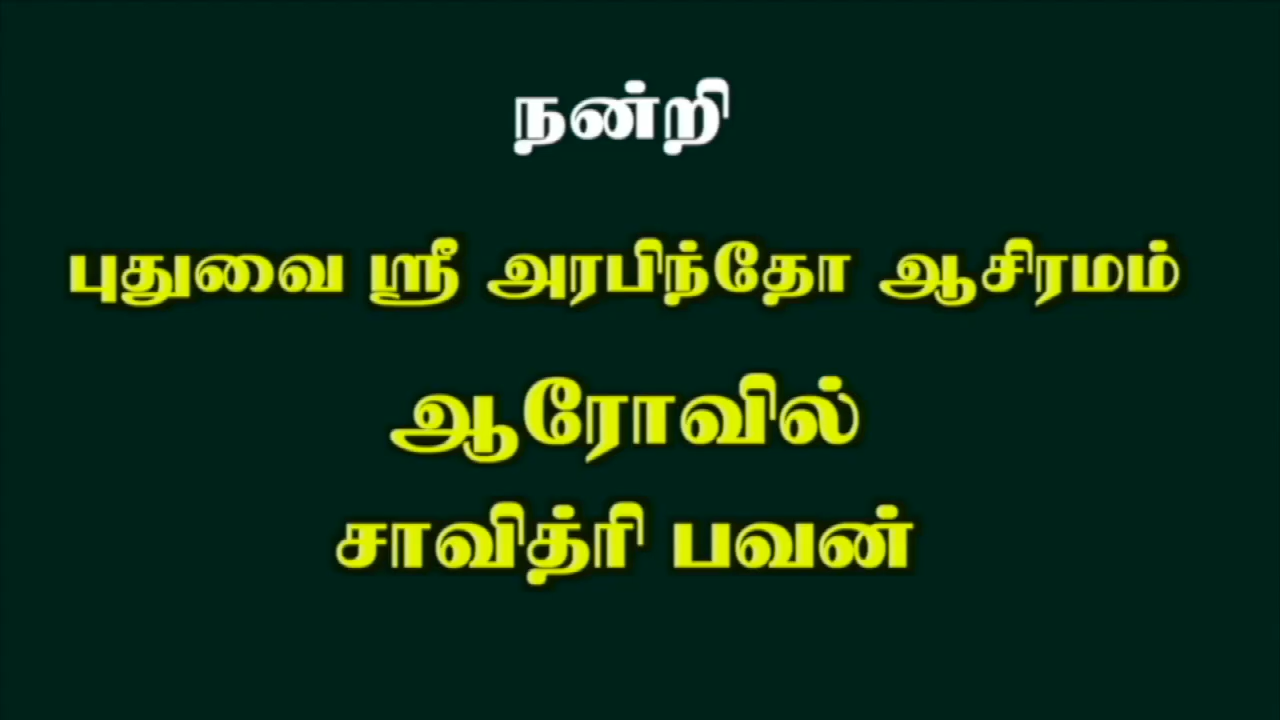 நன்றி
புதுவை ஸ்ரீ அரபிந்தோ ஆசிரமம்
ஆரோவில்
சாவித்ரி பவன்